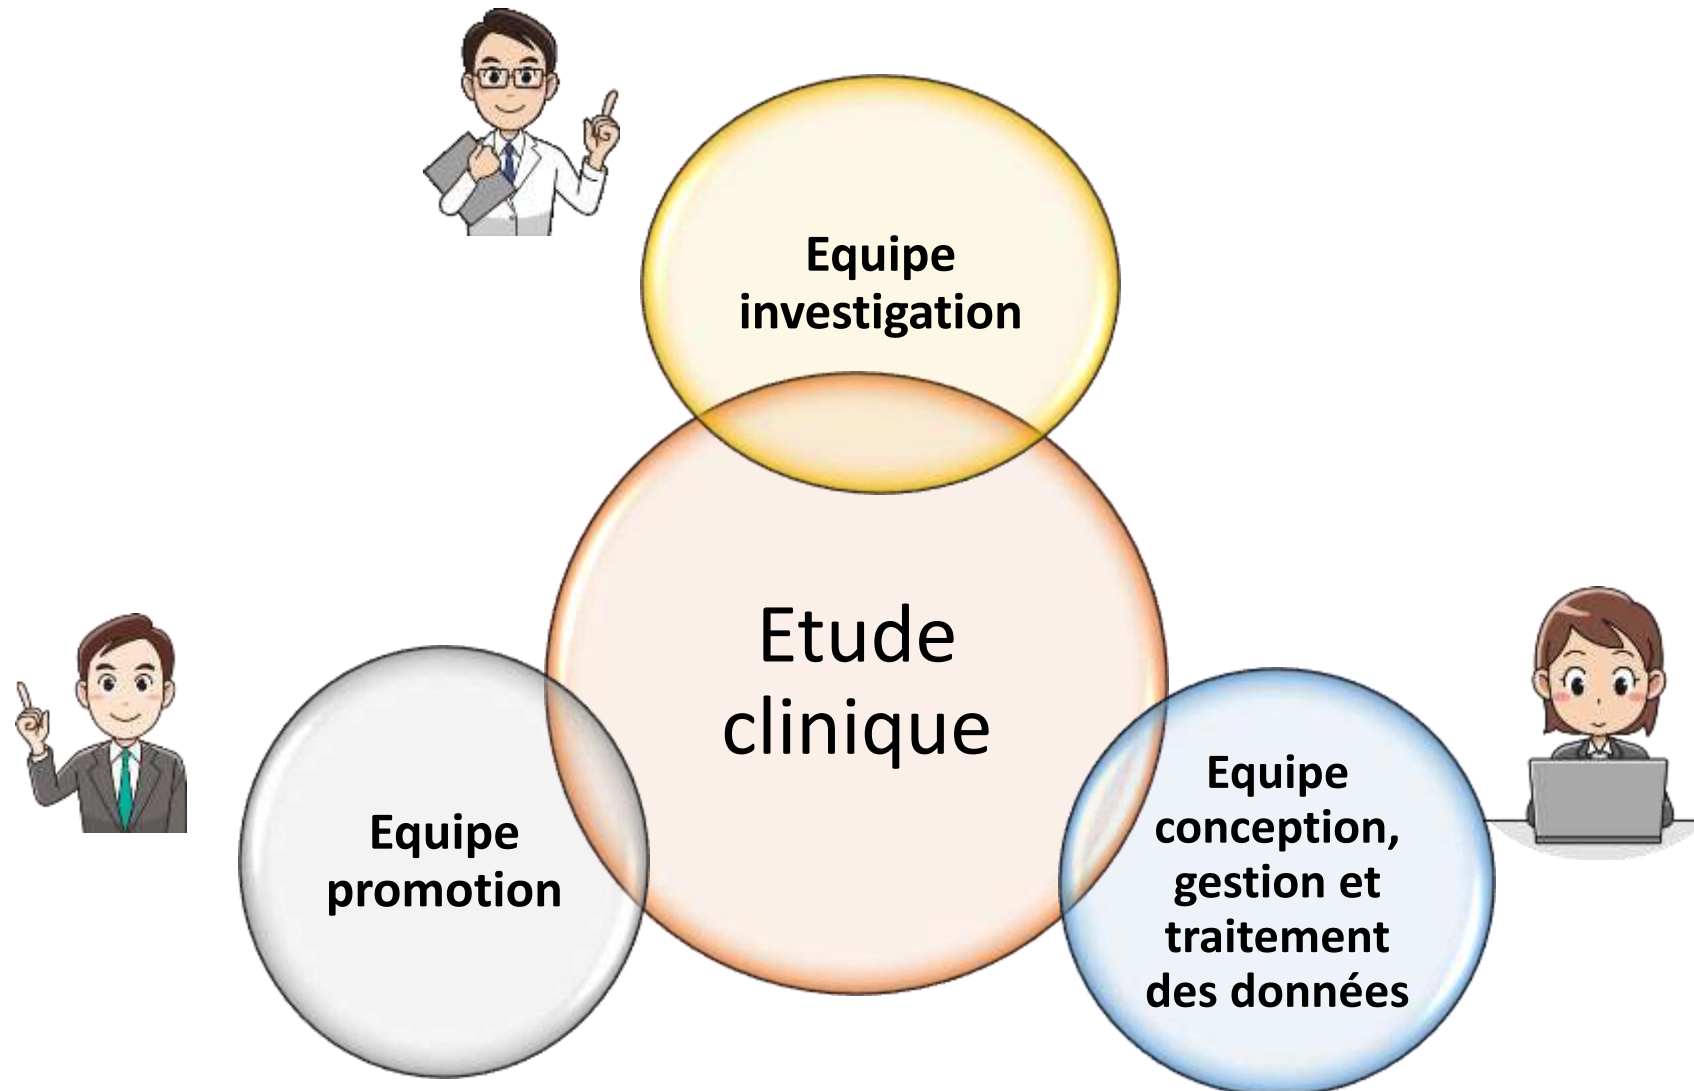 Equipe
investigation
Etude
clinique
Equipe
promotion
Equipe
conception,
gestion et
traitement
des données